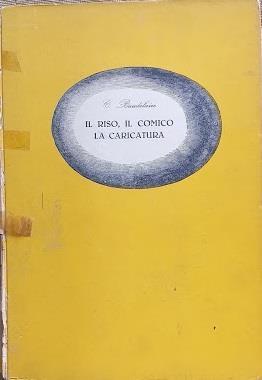 C. Baudelaire
IL RISO, IL COMICO
LA CARICATURA